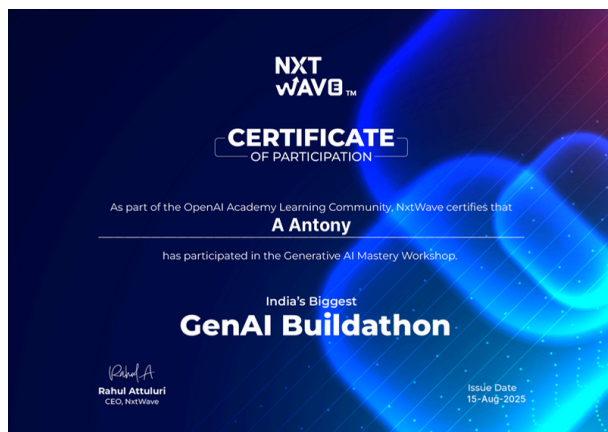 NXT
WAVE™
CERTIFICATE
OF PARTICIPATION
As part of the OpenAI Academy Learning Community, NxtWave certifies that
A Antony
has participated in the Generative AI Mastery Workshop.
India's Biggest
GenAI Buildathon
Rahul A
Rahul Attuluri
CEO, NxtWave
Issue Date
15-Aug-2025